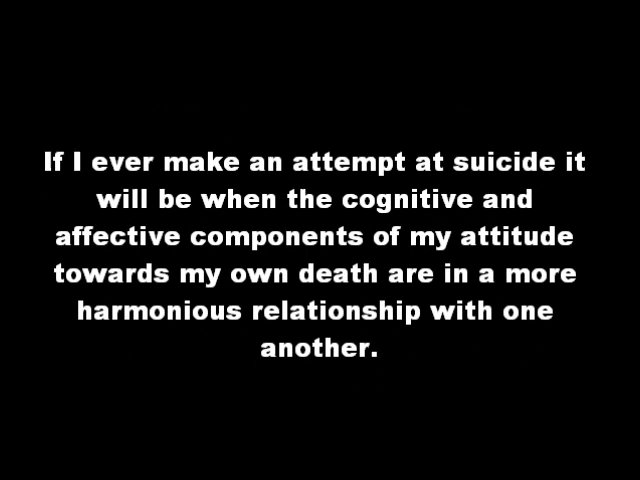 If I ever make an attempt at suicide it
will be when the cognitive and
affective components of my attitude
towards my own death are in a more
harmonious relationship with one
another.